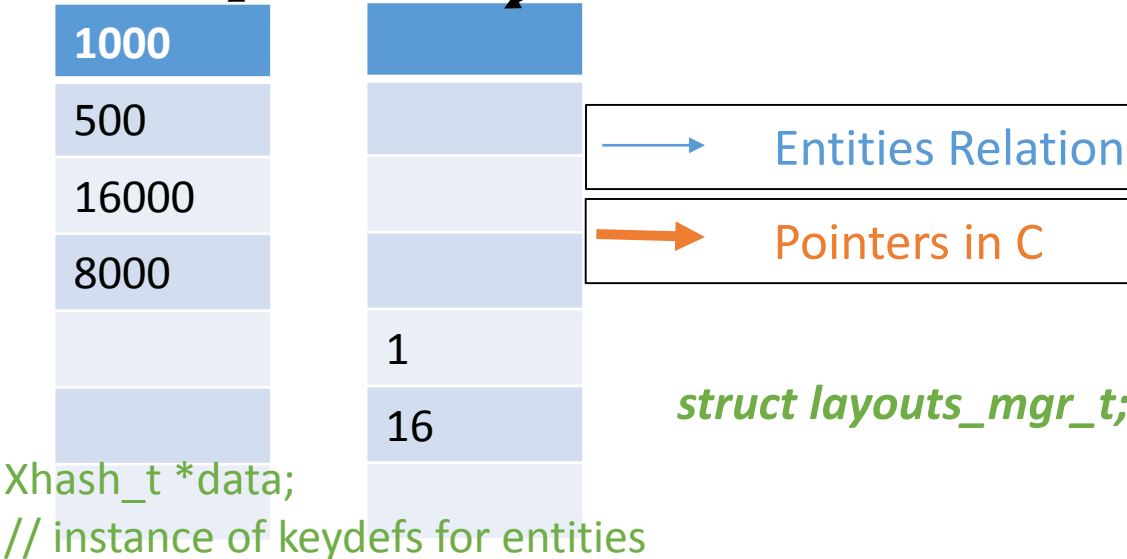 1000
500
16000
8000
1
16
Entities Relation
Pointers in C
struct layouts_mgr_t;
Xhash_t *data;
// instance of keydefs for entities